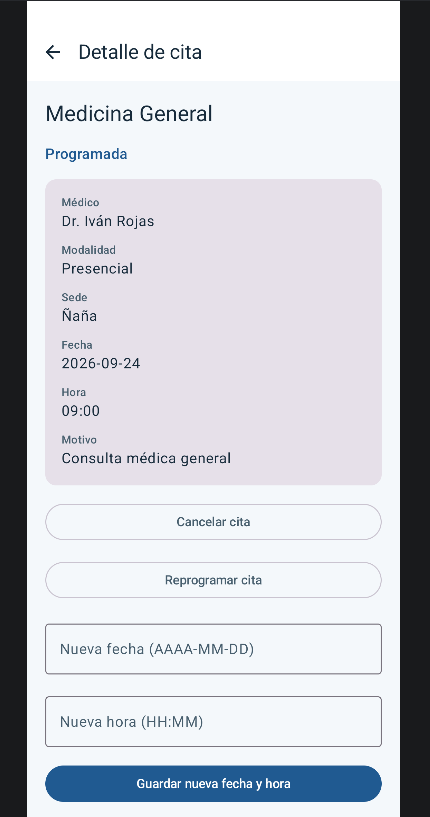 Detalle de cita
Medicina General
Programada
Médico
Dr. Iván Rojas
Modalidad
Presencial
Sede
Ñaña
Fecha
2026-09-24
Hora
09:00
Motivo
Consulta médica general
Cancelar cita
Reprogramar cita
Nueva fecha (AAAA-MM-DD)
Nueva hora (HH:MM)
Guardar nueva fecha y hora